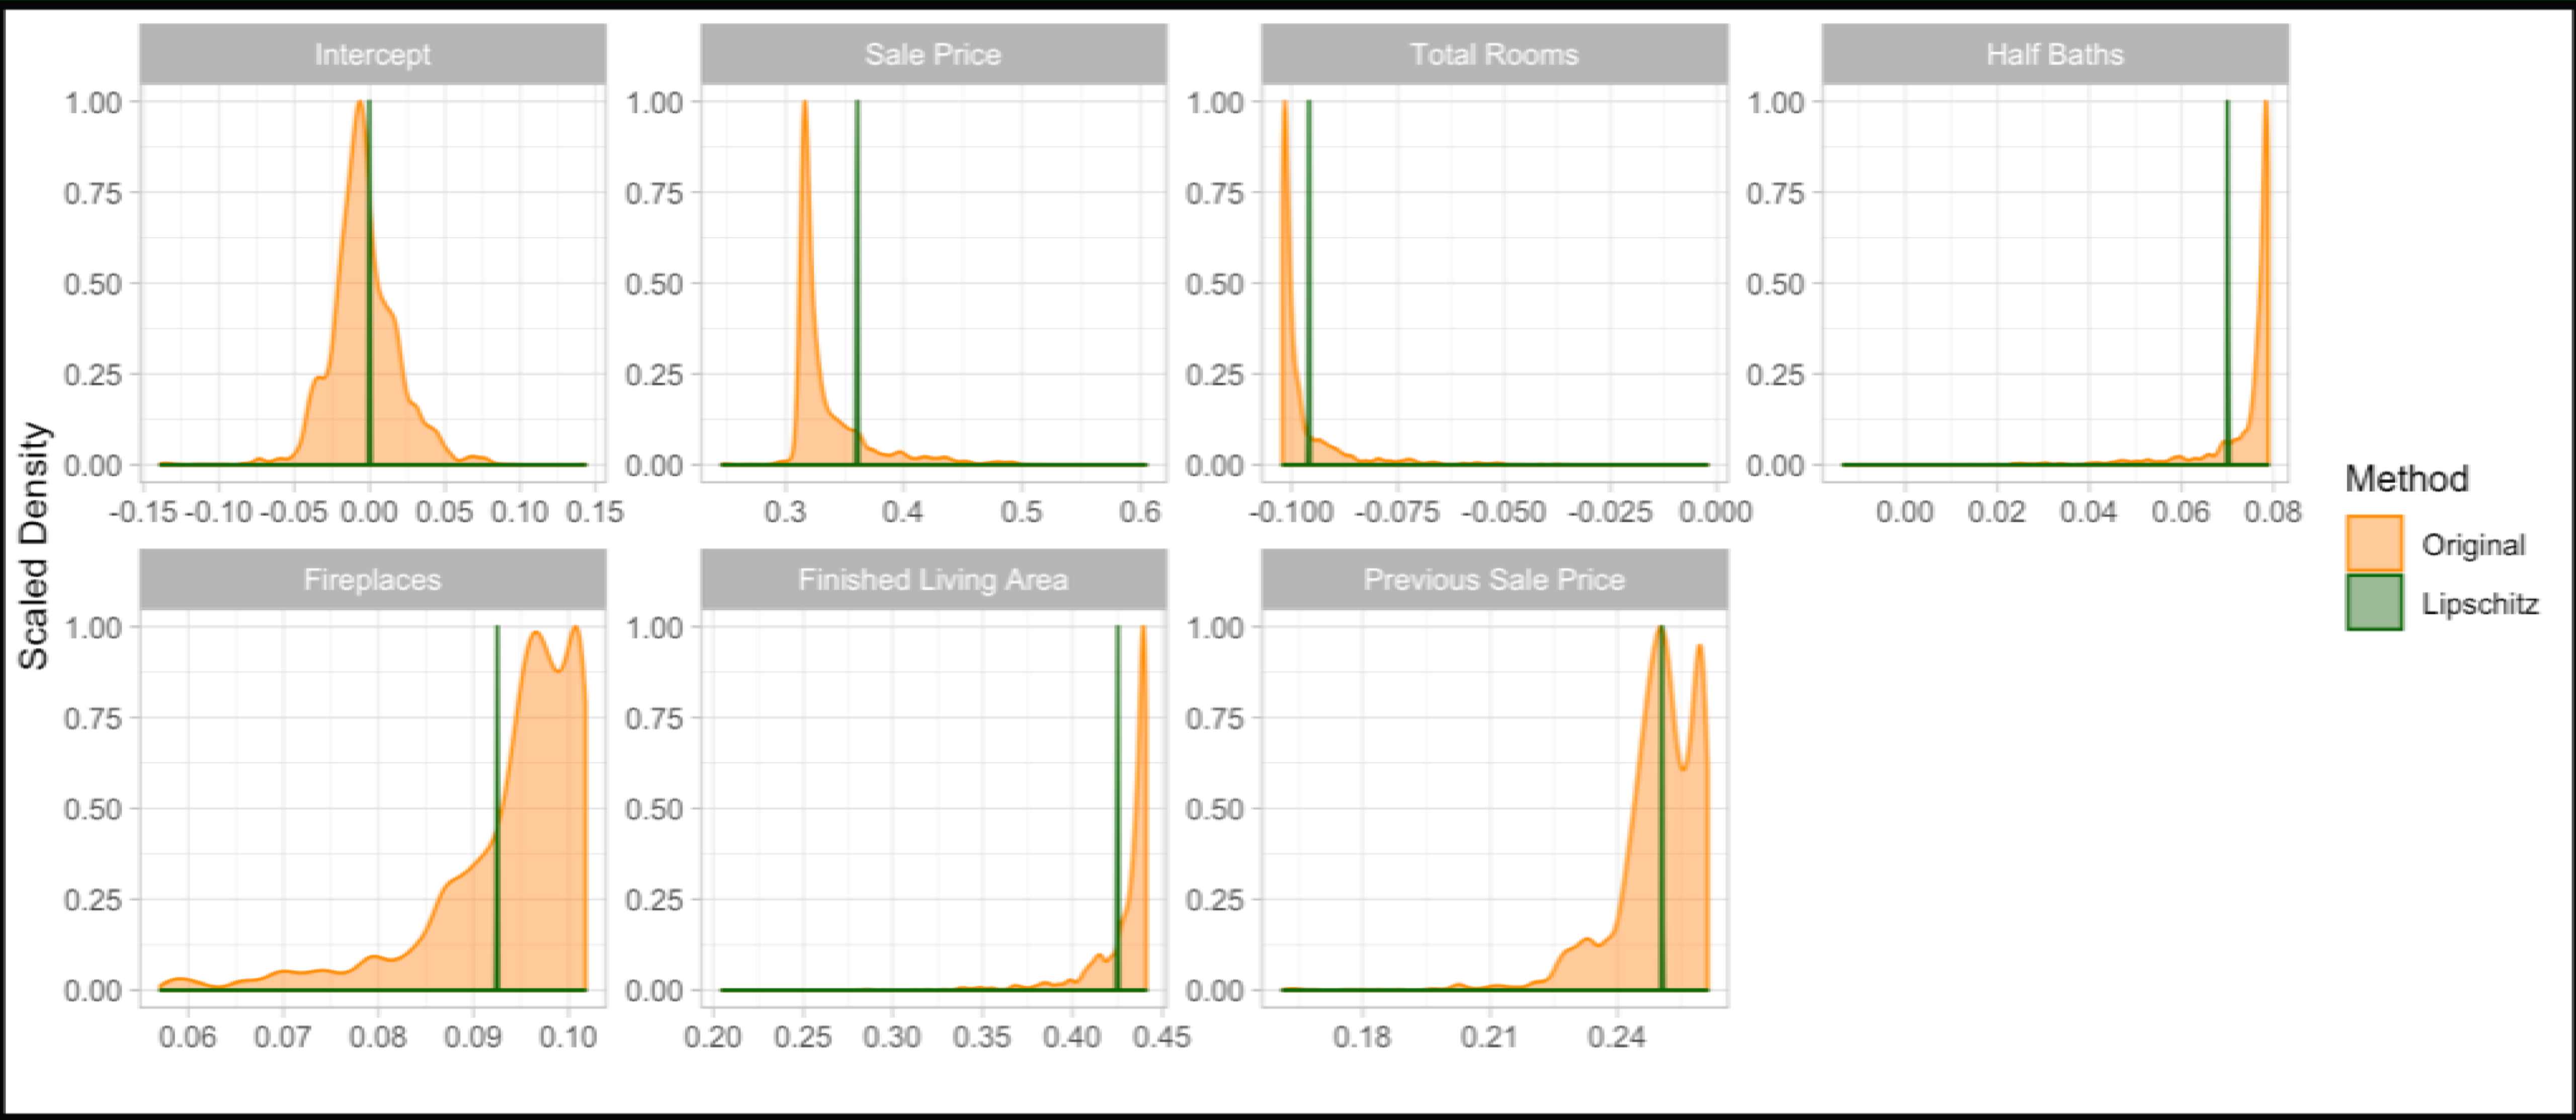 Intercept
Sale Price
Total Rooms
Half Baths
1.00 1.00 1.00 1.00
0.75 0.75 0.75 0.75
0.50 0.50 0.50 0.50
0.25 0.25 0.25 0.25
0.00 0.00 0.00 0.00
-0.15 -0.10 -0.05 0.00 0.05 0.10 0.15
0.3 0.4 0.5 0.6
-0.100 -0.075 -0.050 -0.025 0.000
0.00 0.02 0.04 0.06 0.08
Scaled Density
Fireplaces
Finished Living Area
Previous Sale Price
1.00 1.00 1.00
0.75 0.75 0.75
0.50 0.50 0.50
0.25 0.25 0.25
0.00 0.00 0.00
0.06 0.07 0.08 0.09 0.10
0.20 0.25 0.30 0.35 0.40 0.45
0.18 0.21 0.24
Method
Original
Lipschitz